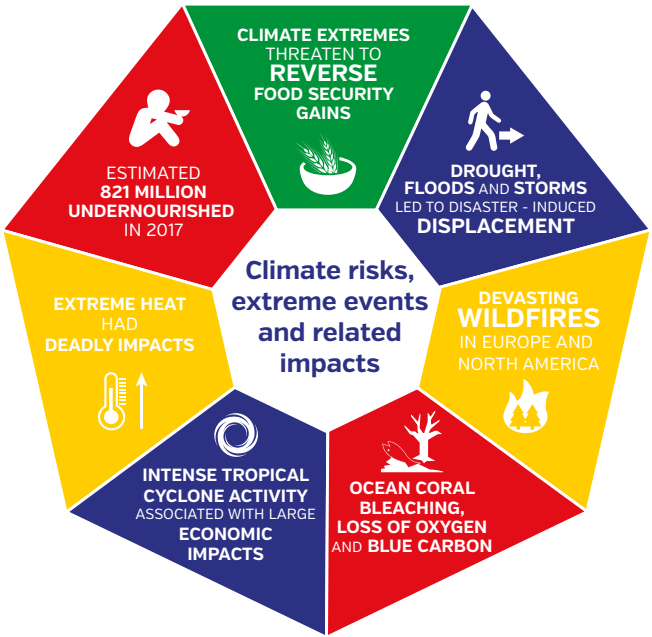 Climate risks,
extreme events
and related
impacts
CLIMATE EXTREMES
THREATEN TO
REVERSE
FOOD SECURITY
GAINS
DROUGHT,
FLOODS AND STORMS
LED TO DISASTER - INDUCED
DISPLACEMENT
DEVASTING
WILDFIRES
IN EUROPE AND
NORTH AMERICA
OCEAN CORAL
BLEACHING,
LOSS OF OXYGEN
AND BLUE CARBON
INTENSE TROPICAL
CYCLONE ACTIVITY
ASSOCIATED WITH LARGE
ECONOMIC
IMPACTS
EXTREME HEAT
HAD
DEADLY IMPACTS
ESTIMATED
821 MILLION
UNDERNOURISHED
IN 2017